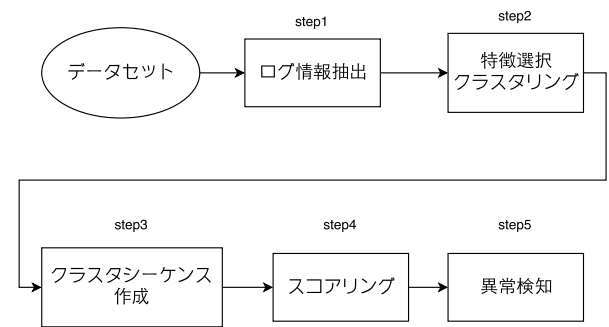 データセット
step1
ログ情報抽出
step2
特徴選択
クラスタリング
step3
クラスタシーケンス
作成
step4
スコアリング
step5
異常検知